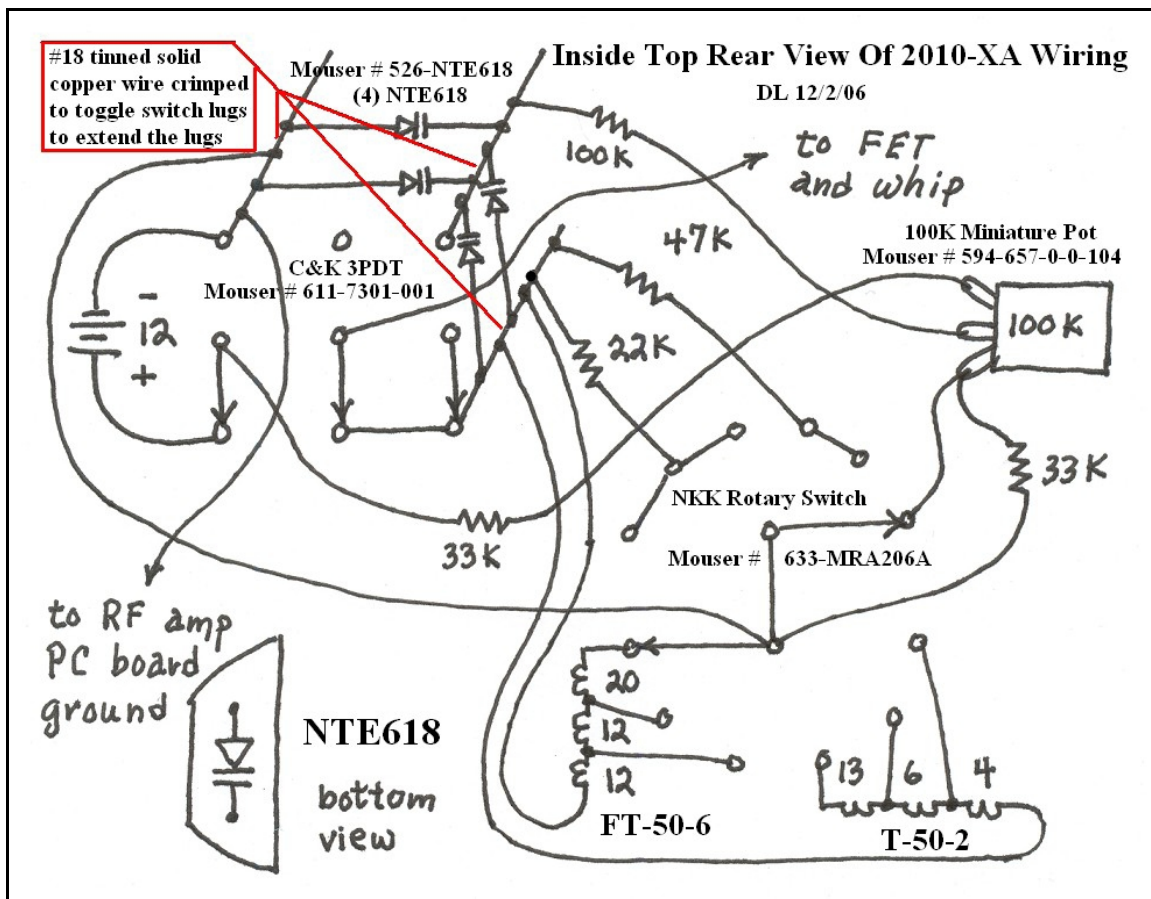 Inside Top Rear View Of 2010-XA Wiring
DL 12/2/06
#18 tinned solid
copper wire crimped
to toggle switch lugs
to extend the lugs
Mouser # 526-NTE618
(4) NTE618
100K
to FET
and whip
47K
100K Miniature Pot
Mouser # 594-657-0-0-104
C&K 3PDT
Mouser # 611-7301-001
-
12
+
22K
100K
33K
NKK Rotary Switch
33K
Mouser # 633-MRA206A
to RF amp
PC board
ground
20
12
12
FT-50-6
13 6 4
T-50-2
NTE618
bottom
view